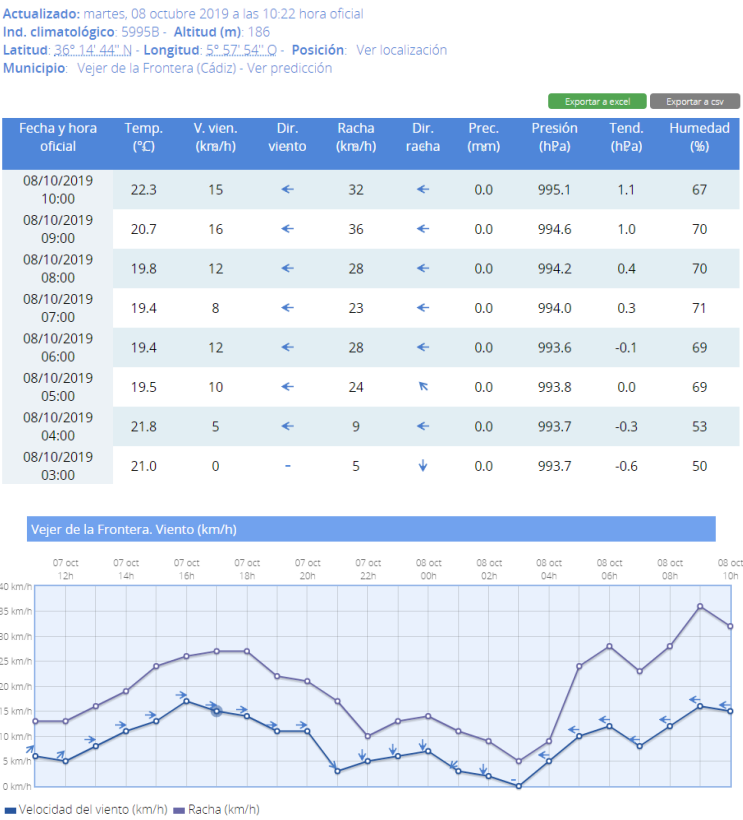 Actualizado: martes, 08 octubre 2019 a las 10:22 hora oficial
Ind. climatológico: 5995B - Altitud (m): 186
Latitud: 36° 14' 44'' N - Longitud: 5° 57' 54'' O - Posición: Ver localización
Municipio: Vejer de la Frontera (Cádiz) - Ver predicción
Exportar a excel Exportar a csv
Fecha y hora oficial Temp. (°C) V. vien. (km/h) Dir. viento Racha (km/h) Dir. racha Prec. (mm) Presión (hPa) Tend. (hPa) Humedad (%)
08/10/2019 10:00 22.3 15 32 0.0 995.1 1.1 67
08/10/2019 09:00 20.7 16 36 0.0 994.6 1.0 70
08/10/2019 08:00 19.8 12 28 0.0 994.2 0.4 70
08/10/2019 07:00 19.4 8 23 0.0 994.0 0.3 71
08/10/2019 06:00 19.4 12 28 0.0 993.6 -0.1 69
08/10/2019 05:00 19.5 10 24 0.0 993.8 0.0 69
08/10/2019 04:00 21.8 5 9 0.0 993.7 -0.3 53
08/10/2019 03:00 21.0 0 - 5 0.0 993.7 -0.6 50
Vejer de la Frontera. Viento (km/h)
07 oct 07 oct 07 oct 07 oct 07 oct 07 oct 08 oct 08 oct 08 oct 08 oct 08 oct 08 oct
12h 14h 16h 18h 20h 22h 00h 02h 04h 06h 08h 10h
40 km/h
35 km/h
30 km/h
25 km/h
20 km/h
15 km/h
10 km/h
5 km/h
0 km/h
Velocidad del viento (km/h) Racha (km/h)